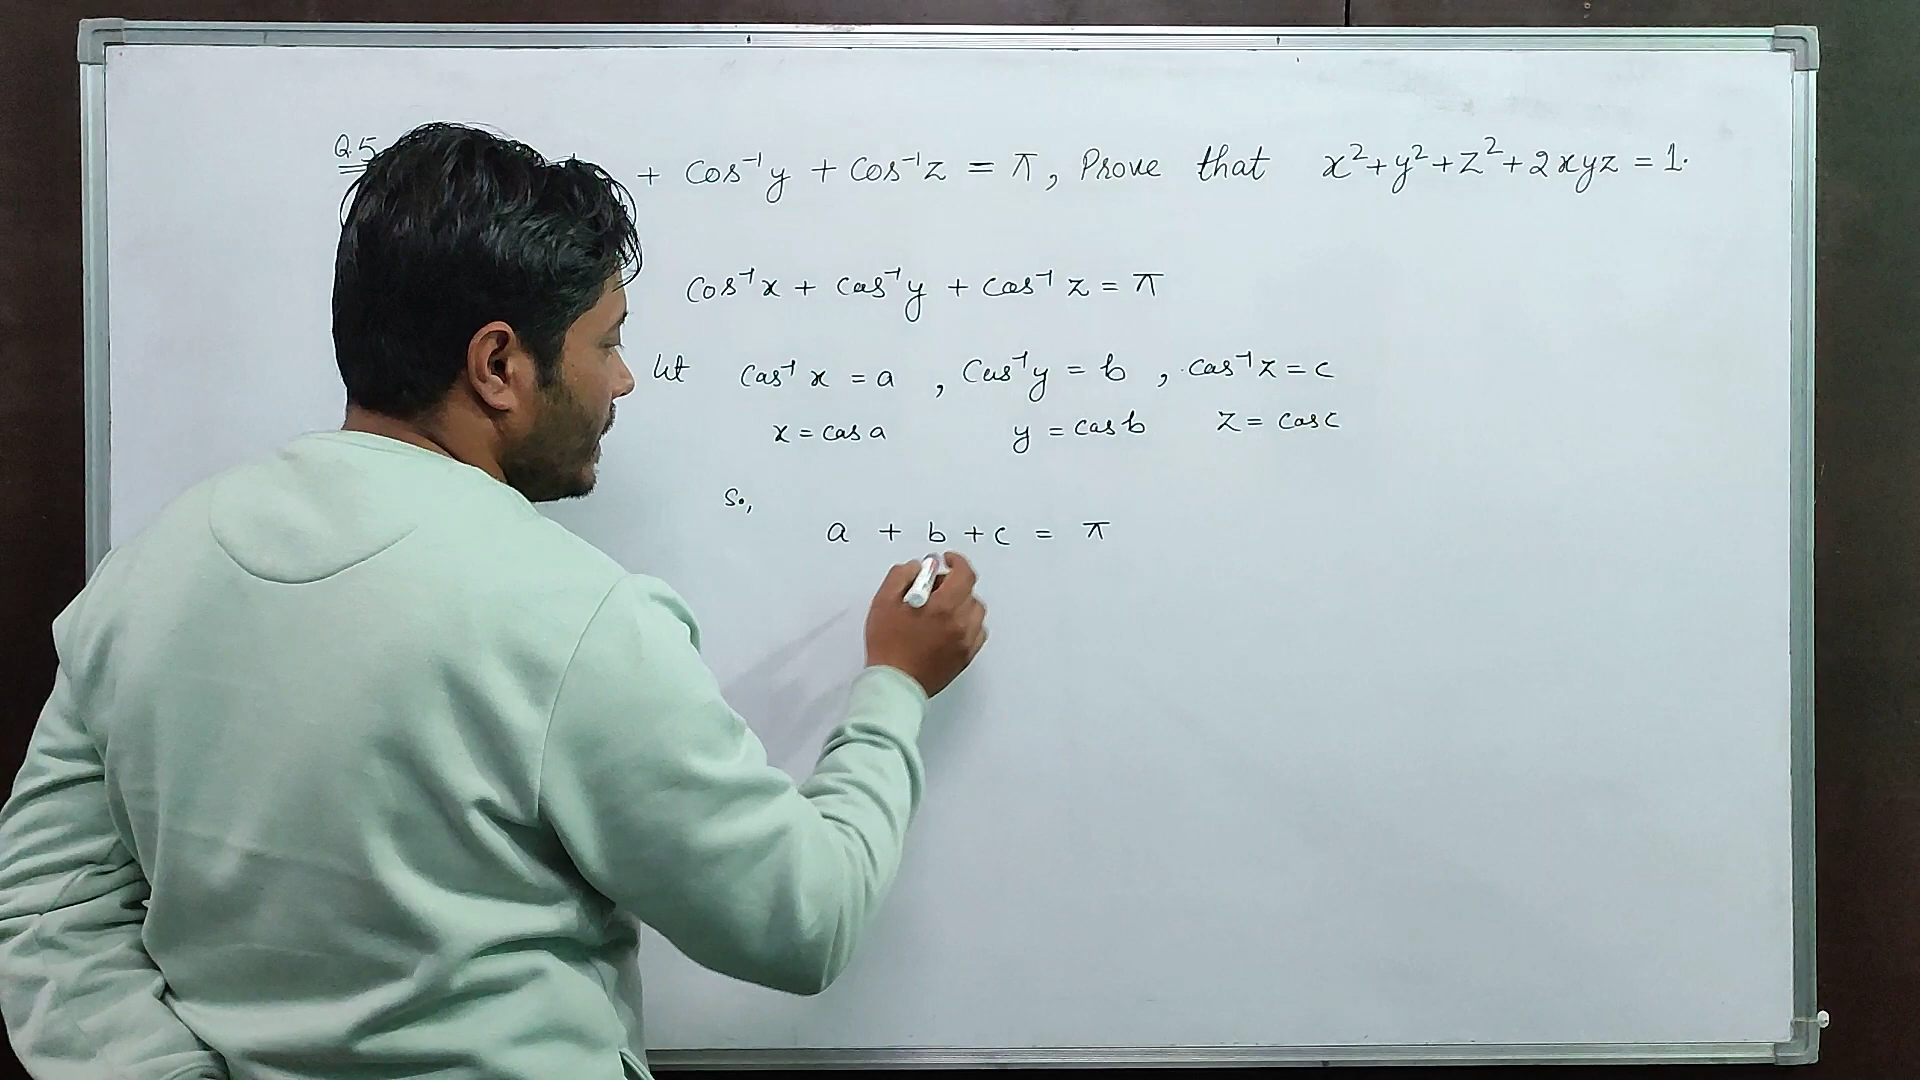 Q.5 + Cos⁻¹y + Cos⁻¹z = π, Prove that x² + y² + z² + 2xyz = 1.
Cos⁻¹x + Cos⁻¹y + Cos⁻¹z = π
let Cos⁻¹x = a , Cos⁻¹y = b , Cos⁻¹z = c
x = cos a y = cos b z = cos c
So,
a + b + c = π